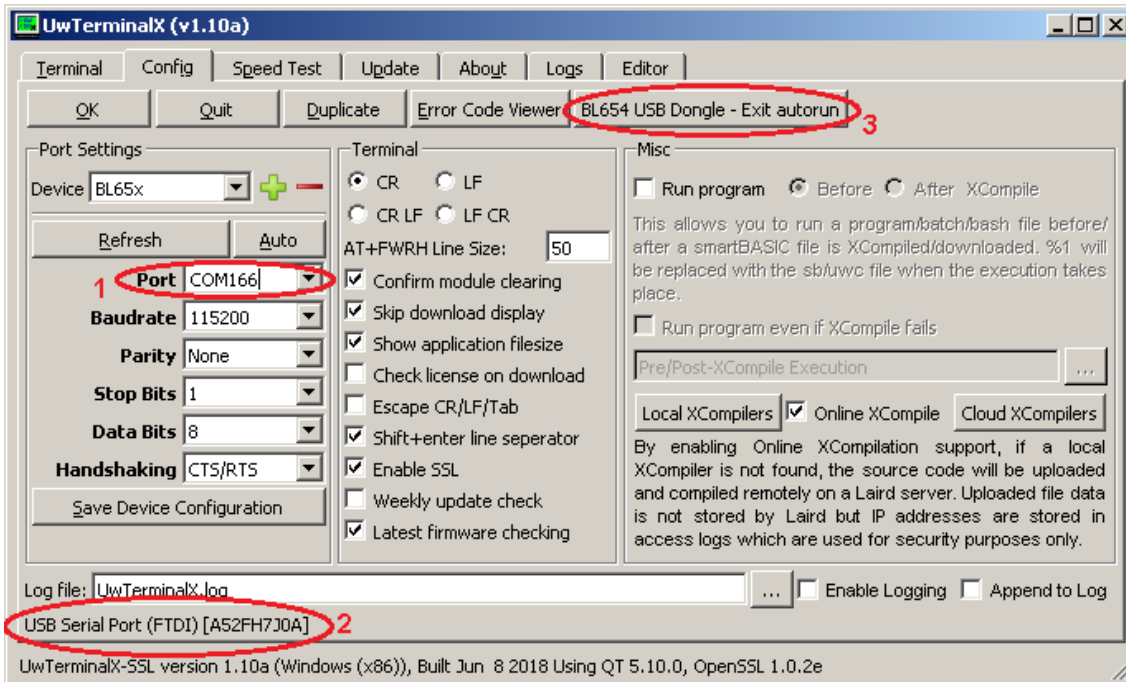 UwTerminalX (v1.10a)
Terminal Config Speed Test Update About Logs Editor
OK Quit Duplicate Error Code Viewer BL654 USB Dongle - Exit autorun 3
Port Settings
Device BL65x
Refresh Auto
1 Port COM166
Baudrate 115200
Parity None
Stop Bits 1
Data Bits 8
Handshaking CTS/RTS
Save Device Configuration
Terminal
CR LF
CR LF LF CR
AT+FWRH Line Size: 50
Confirm module clearing
Skip download display
Show application filesize
Check license on download
Escape CR/LF/Tab
Shift+enter line seperator
Enable SSL
Weekly update check
Latest firmware checking
Misc
Run program Before After XCompile
This allows you to run a program/batch/bash file before/
after a smartBASIC file is XCompiled/downloaded. %1 will
be replaced with the sb/uwc file when the execution takes
place.
Run program even if XCompile fails
Pre/Post-XCompile Execution ...
Local XCompilers Online XCompile Cloud XCompilers
By enabling Online XCompilation support, if a local
XCompiler is not found, the source code will be uploaded
and compiled remotely on a Laird server. Uploaded file data
is not stored by Laird but IP addresses are stored in
access logs which are used for security purposes only.
Log file: UwTerminalX.log ... Enable Logging Append to Log
USB Serial Port (FTDI) [A52FH7J0A] 2
UwTerminalX-SSL version 1.10a (Windows (x86)), Built Jun 8 2018 Using QT 5.10.0, OpenSSL 1.0.2e